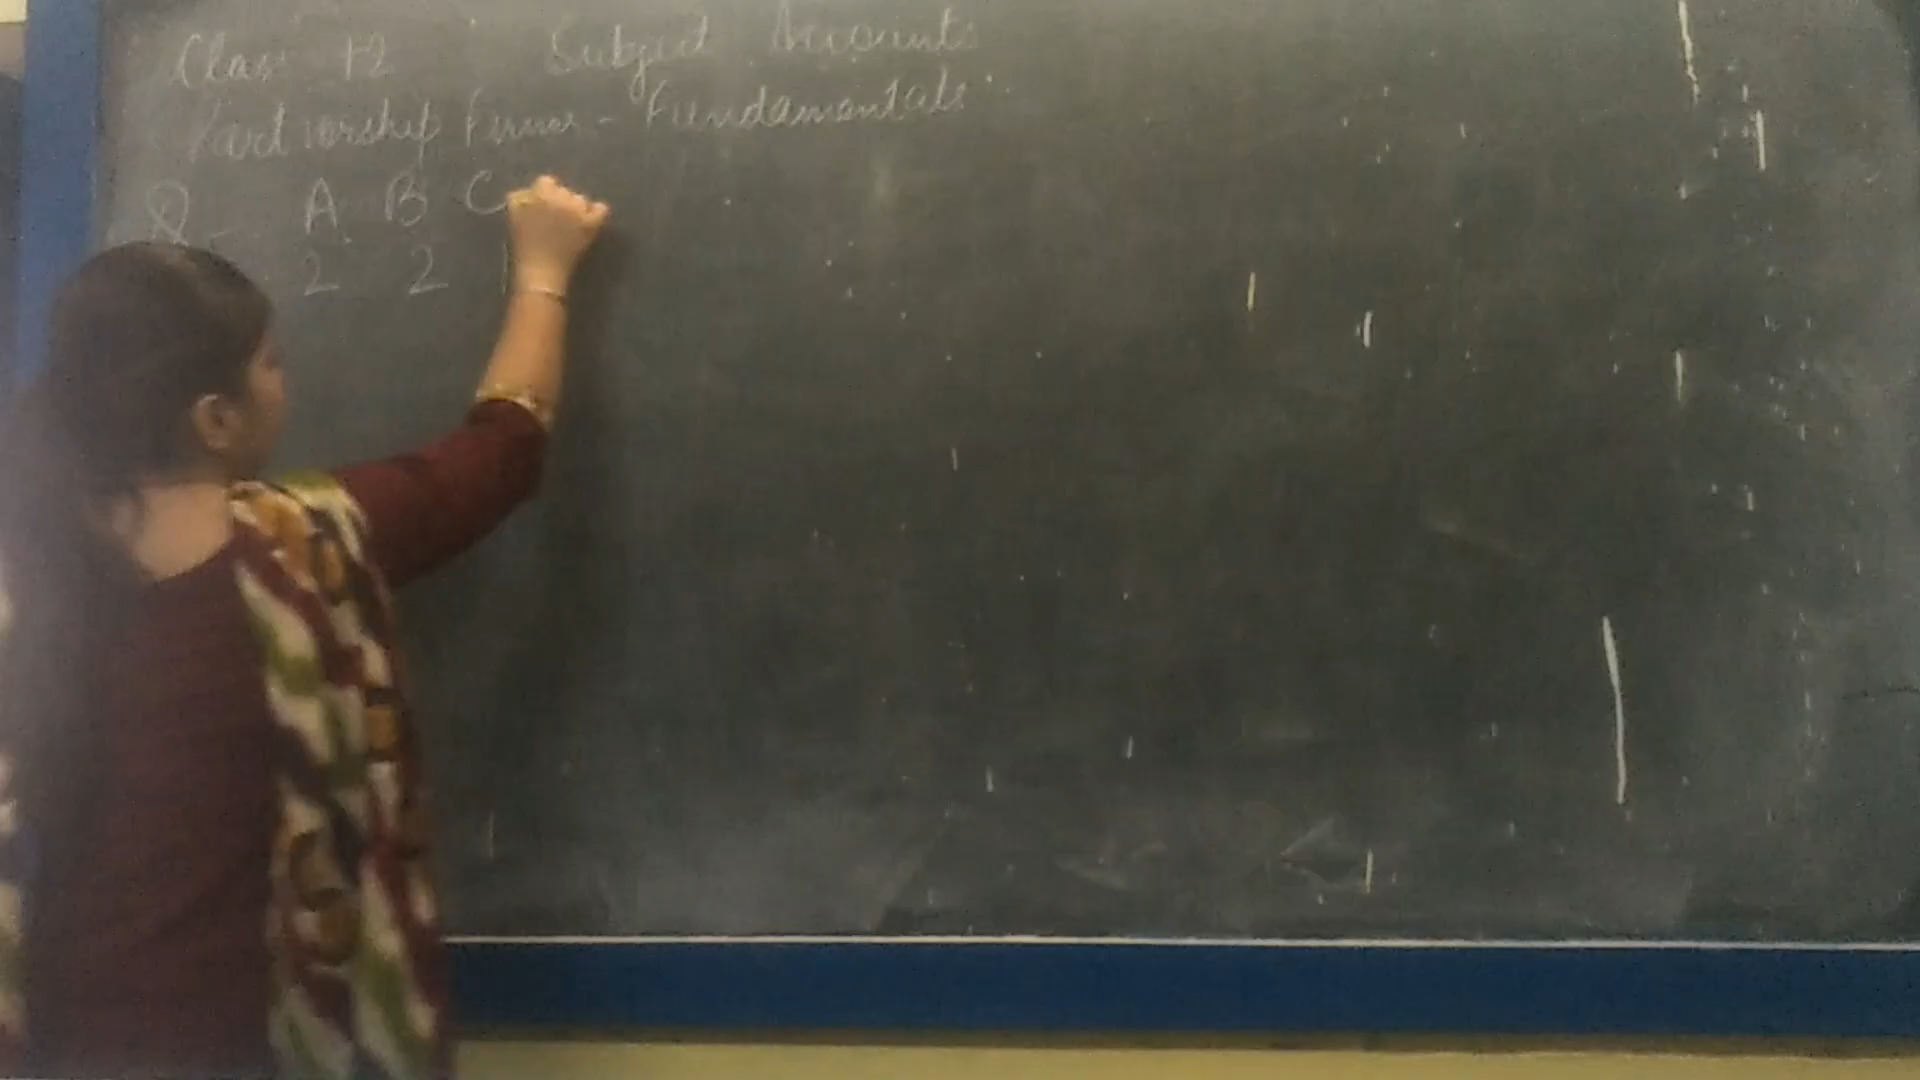 Class 12 Subject Accounts
Partnership Firms - Fundamentals
Q - A B C
2 2 1